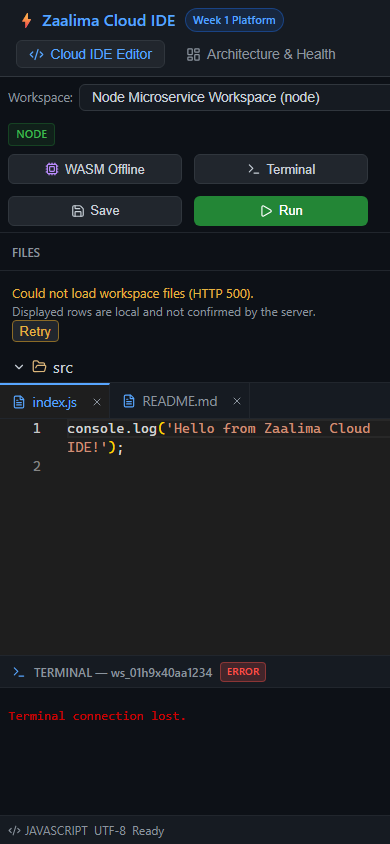 Zaalima Cloud IDE
Week 1 Platform
Cloud IDE Editor
Architecture & Health
Workspace:
Node Microservice Workspace (node)
NODE
WASM Offline
Terminal
Save
Run
FILES
Could not load workspace files (HTTP 500).
Displayed rows are local and not confirmed by the server.
Retry
src
index.js
README.md
1 console.log('Hello from Zaalima Cloud
IDE!');
2
TERMINAL — ws_01h9x40aa1234 ERROR
Terminal connection lost.
JAVASCRIPT UTF-8 Ready